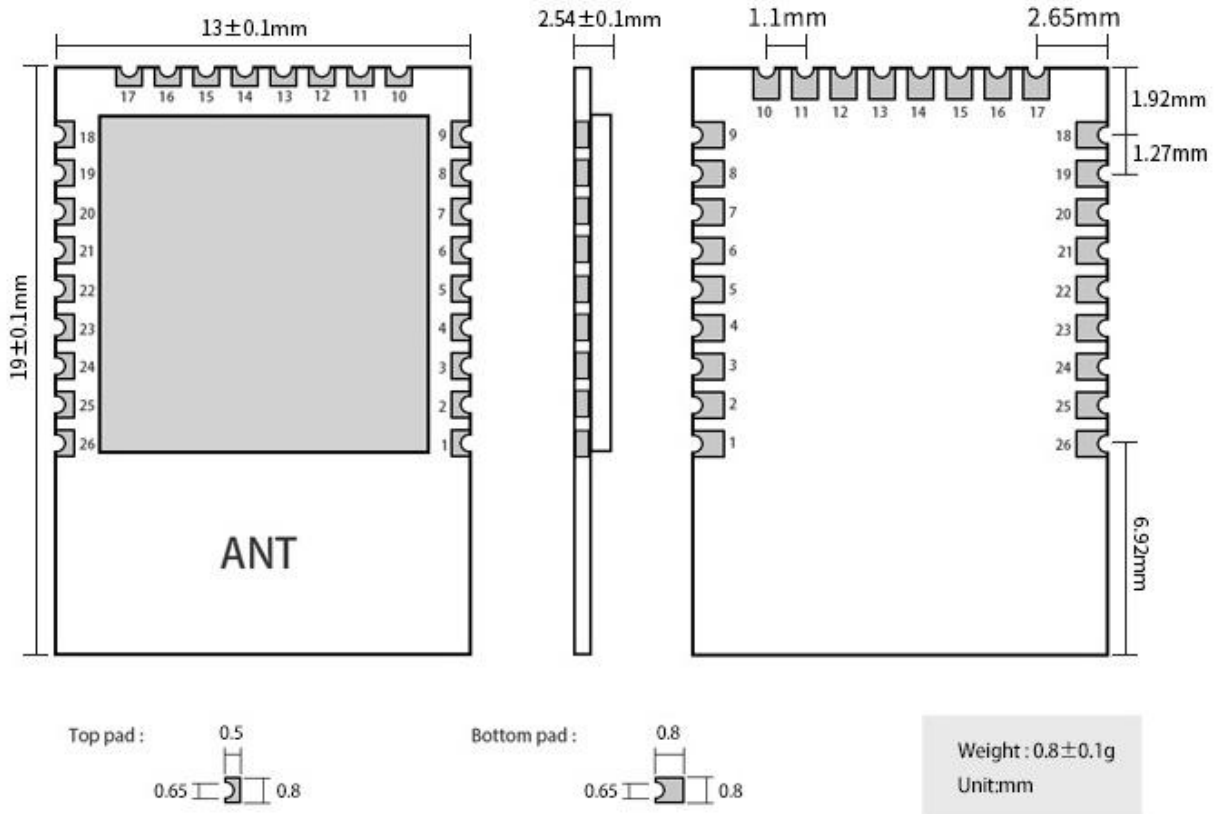 13±0.1mm
2.54±0.1mm
1.1mm
2.65mm
17 16 15 14 13 12 11 10
10 11 12 13 14 15 16 17
1.92mm
1.27mm
19±0.1mm
18 9
19 8
20 7
21 6
22 5
23 4
24 3
25 2
26 1
9 18
8 19
7 20
6 21
5 22
4 23
3 24
2 25
1 26
ANT
6.92mm
Top pad :
0.5
0.65
0.8
Bottom pad :
0.8
0.65
0.8
Weight : 0.8±0.1g
Unit:mm